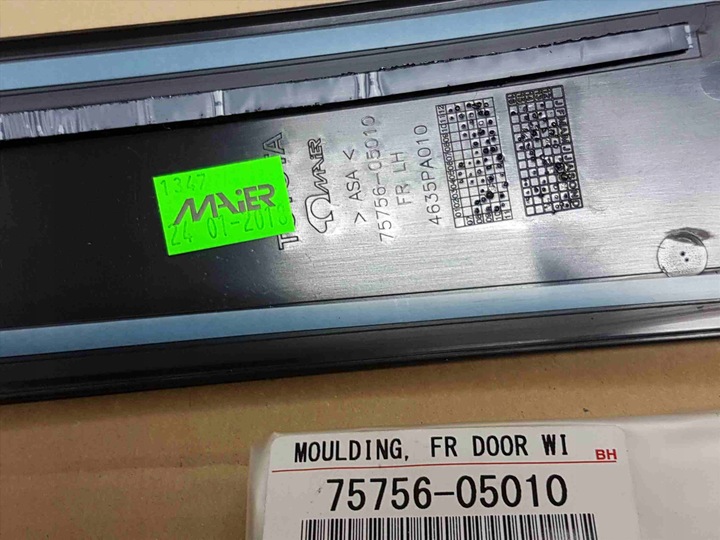 1347
MAiER
24 01-2018
TOYOTA
MAiER
> ASA <
75756-05010
FR LH
4635PA010
MOULDING, FR DOOR WI
BH
75756-05010